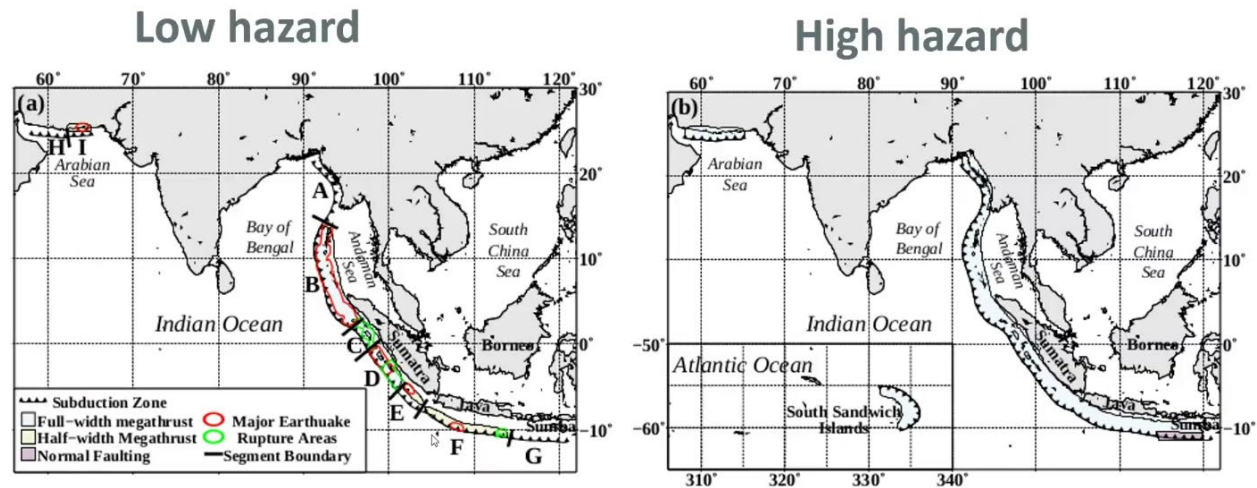 Low hazard
High hazard
60° 70° 80° 90° 100° 110° 120°
30°
(a)
H I
Arabian
Sea
20°
A
Bay of
Bengal
Andaman
Sea
South
China
Sea
10°
B
Indian Ocean
C
Sumatra
Borneo
0°
D
E
Java
Sumba
F
G
−10°
Subduction Zone
Full−width megathrust
Major Earthuake
Half−width Megathrust
Rupture Areas
Normal Faulting
Segment Boundary
60° 70° 80° 90° 100° 110° 120°
30°
(b)
Arabian
Sea
20°
Bay of
Bengal
Andaman
Sea
South
China
Sea
10°
Indian Ocean
Sumatra
Borneo
−50°
0°
Atlantic Ocean
Java
South Sandwich
Islands
Sumba
−60°
−10°
310° 320° 330° 340°